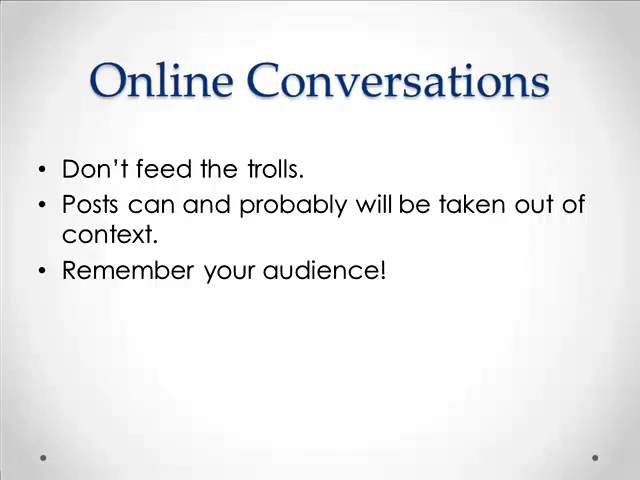 Online Conversations
• Don’t feed the trolls.
• Posts can and probably will be taken out of
context.
• Remember your audience!